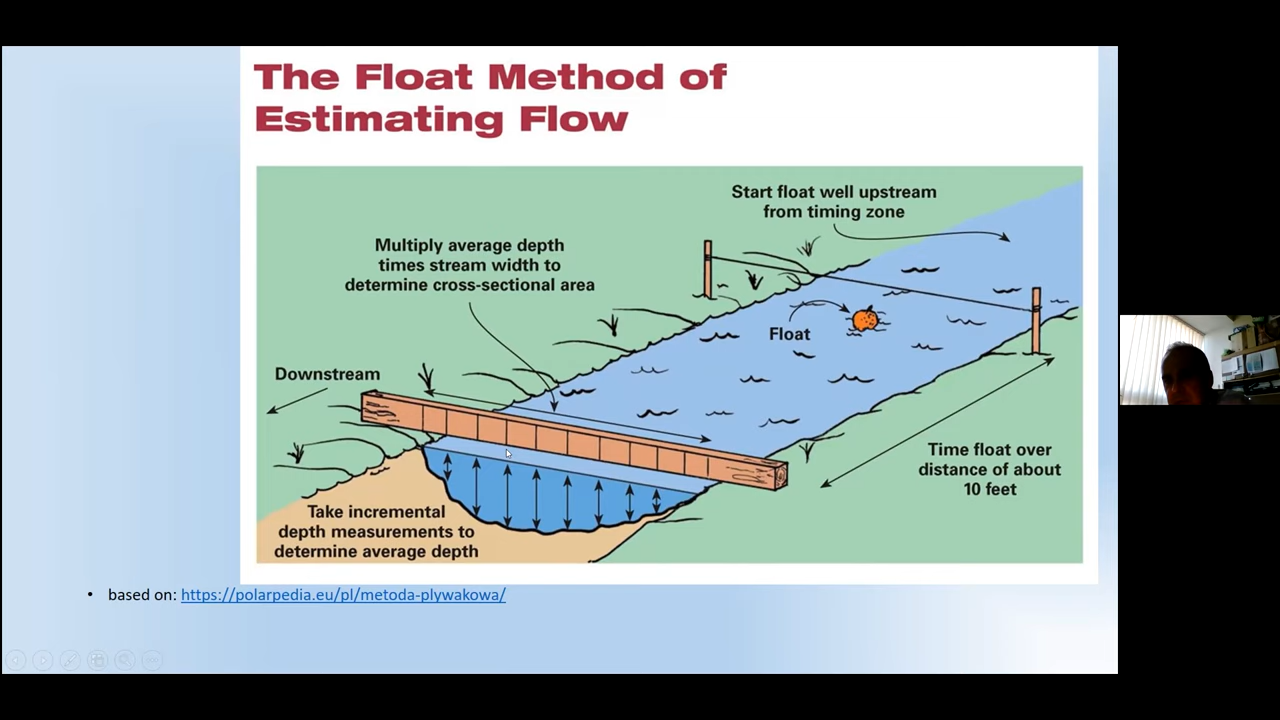 The Float Method of
Estimating Flow
Start float well upstream
from timing zone
Multiply average depth
times stream width to
determine cross-sectional area
Float
Downstream
Time float over
distance of about
10 feet
Take incremental
depth measurements to
determine average depth
• based on: https://polarpedia.eu/pl/metoda-plywakowa/